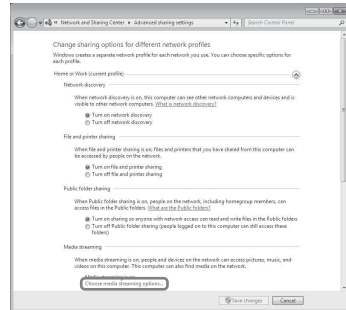 « Network and Sharing Center ▸ Advanced sharing settings
Search Control Panel
Change sharing options for different network profiles
Windows creates a separate network profile for each network you use. You can choose specific options for
each profile.
Home or Work (current profile)
Network discovery
When network discovery is on, this computer can see other network computers and devices and is
visible to other network computers. What is network discovery?
Turn on network discovery
Turn off network discovery
File and printer sharing
When file and printer sharing is on, files and printers that you have shared from this computer can
be accessed by people on the network.
Turn on file and printer sharing
Turn off file and printer sharing
Public folder sharing
When Public folder sharing is on, people on the network, including homegroup members, can
access files in the Public folders. What are the Public folders?
Turn on sharing so anyone with network access can read and write files in the Public folders
Turn off Public folder sharing (people logged on to this computer can still access these
folders)
Media streaming
When media streaming is on, people and devices on the network can access pictures, music, and
videos on this computer. This computer can also find media on the network.
Media streaming is on.
Choose media streaming options...
Save changes
Cancel